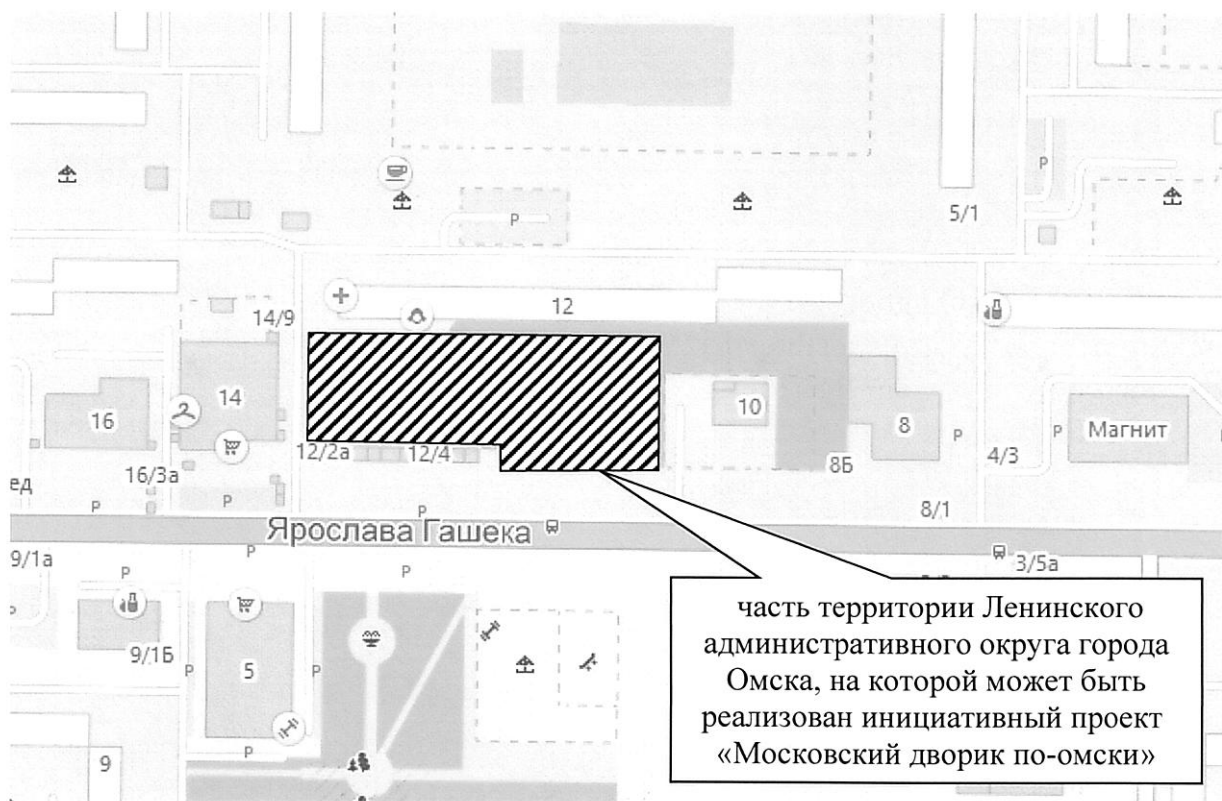 P
5/1
P
12
14/9
16
14
10
8
P
P
Магнит
12/2а
12/4
8Б
4/3
16/3а
ед
P
P
P
8/1
Ярослава Гашека
9/1а
P
P
P
3/5а
9/1Б
5
P
P
P
9
часть территории Ленинского
административного округа города
Омска, на которой может быть
реализован инициативный проект
«Московский дворик по-омски»